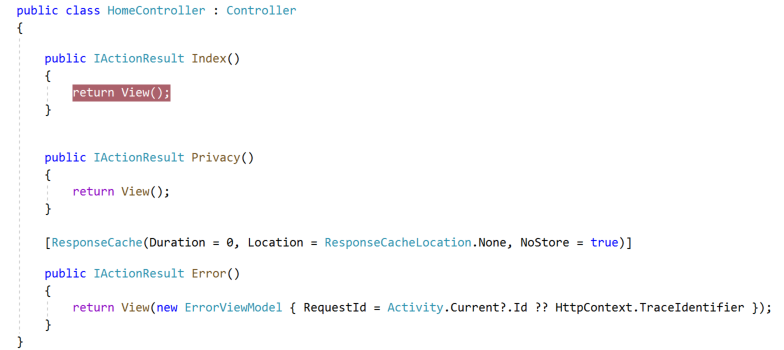 public class HomeController : Controller
{
public IActionResult Index()
{
return View();
}
public IActionResult Privacy()
{
return View();
}
[ResponseCache(Duration = 0, Location = ResponseCacheLocation.None, NoStore = true)]
public IActionResult Error()
{
return View(new ErrorViewModel { RequestId = Activity.Current?.Id ?? HttpContext.TraceIdentifier });
}
}